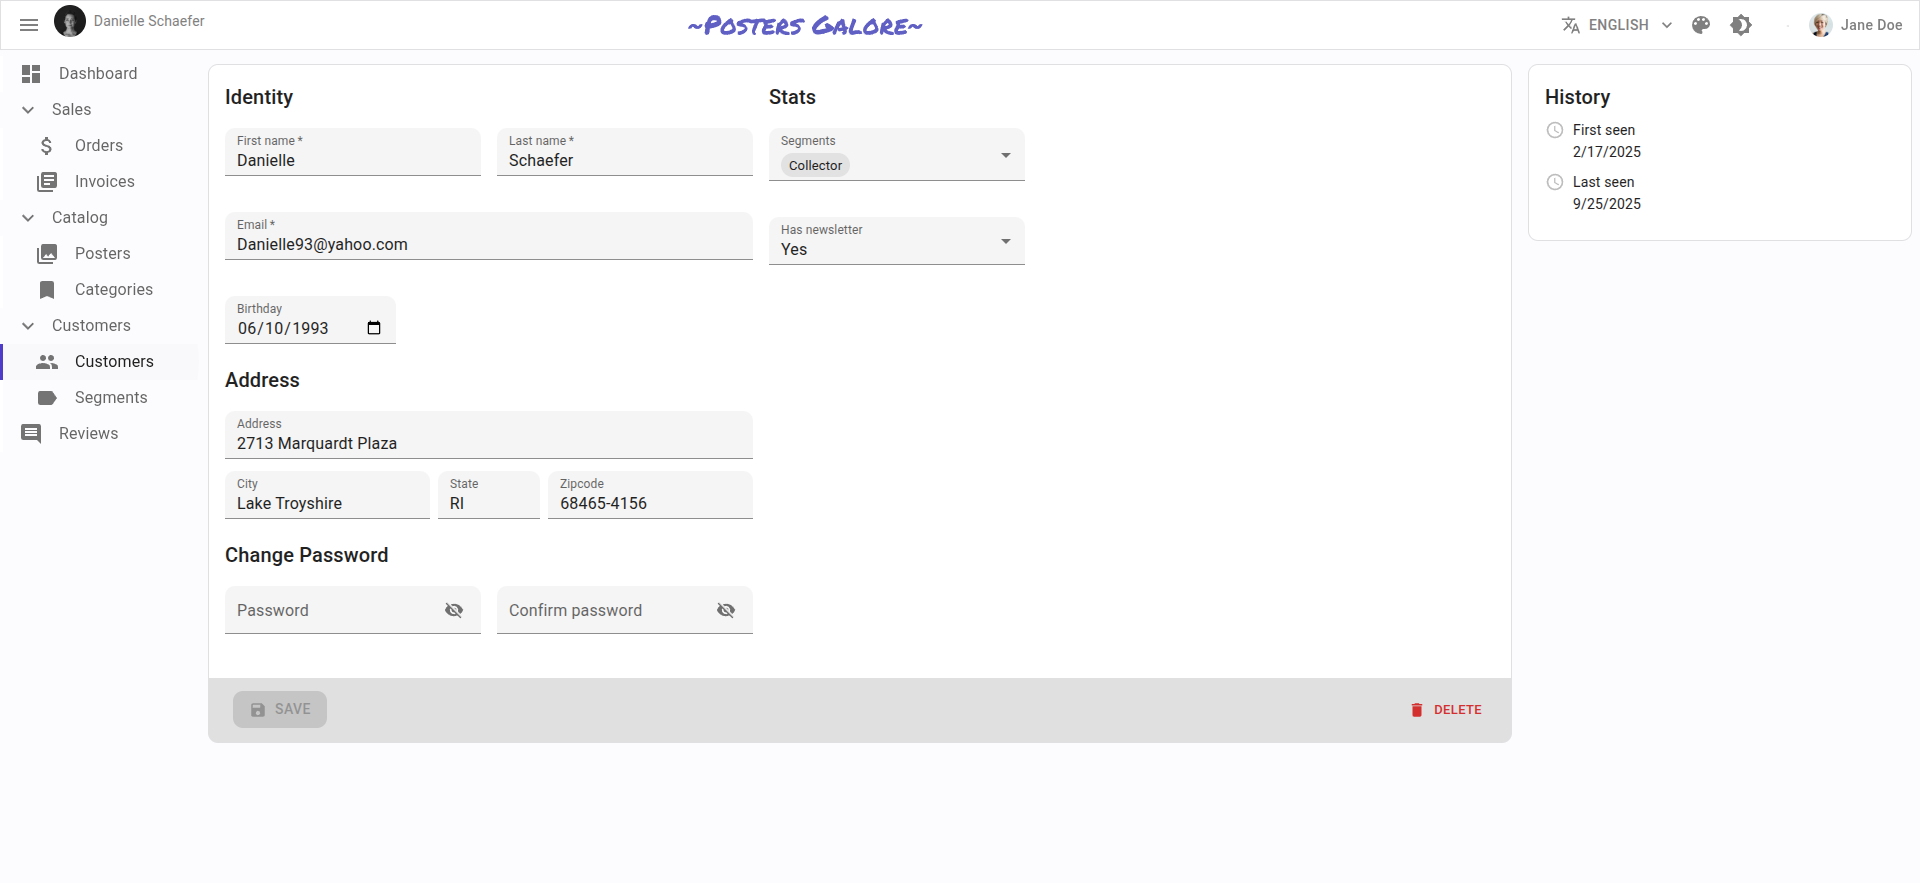 Danielle Schaefer
~Posters Galore~
ENGLISH
Jane Doe
Dashboard
Sales
Orders
Invoices
Catalog
Posters
Categories
Customers
Customers
Segments
Reviews
Identity
First name *
Danielle
Last name *
Schaefer
Email *
Danielle93@yahoo.com
Birthday
06/10/1993
Address
Address
2713 Marquardt Plaza
City
Lake Troyshire
State
RI
Zipcode
68465-4156
Change Password
Password
Confirm password
Stats
Segments
Collector
Has newsletter
Yes
SAVE
DELETE
History
First seen
2/17/2025
Last seen
9/25/2025